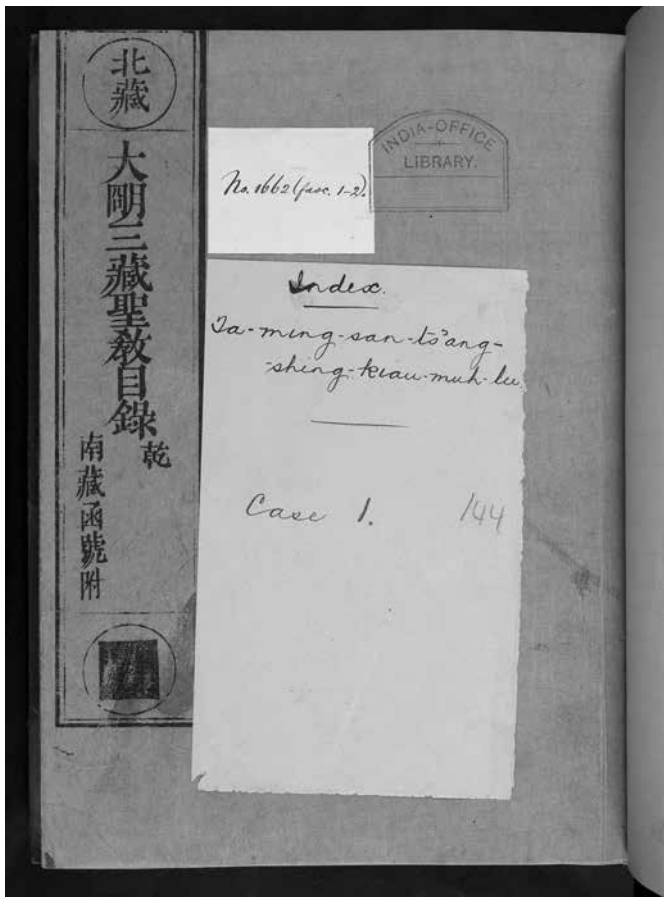 北藏
大明三藏聖教目錄
乾
南藏函號附
No. 1662 (fasc. 1-2).
INDIA-OFFICE
LIBRARY.
Index.
Ta-ming-san-ts'ang-
-shing-kiau-muh-lu.
Case 1.
144